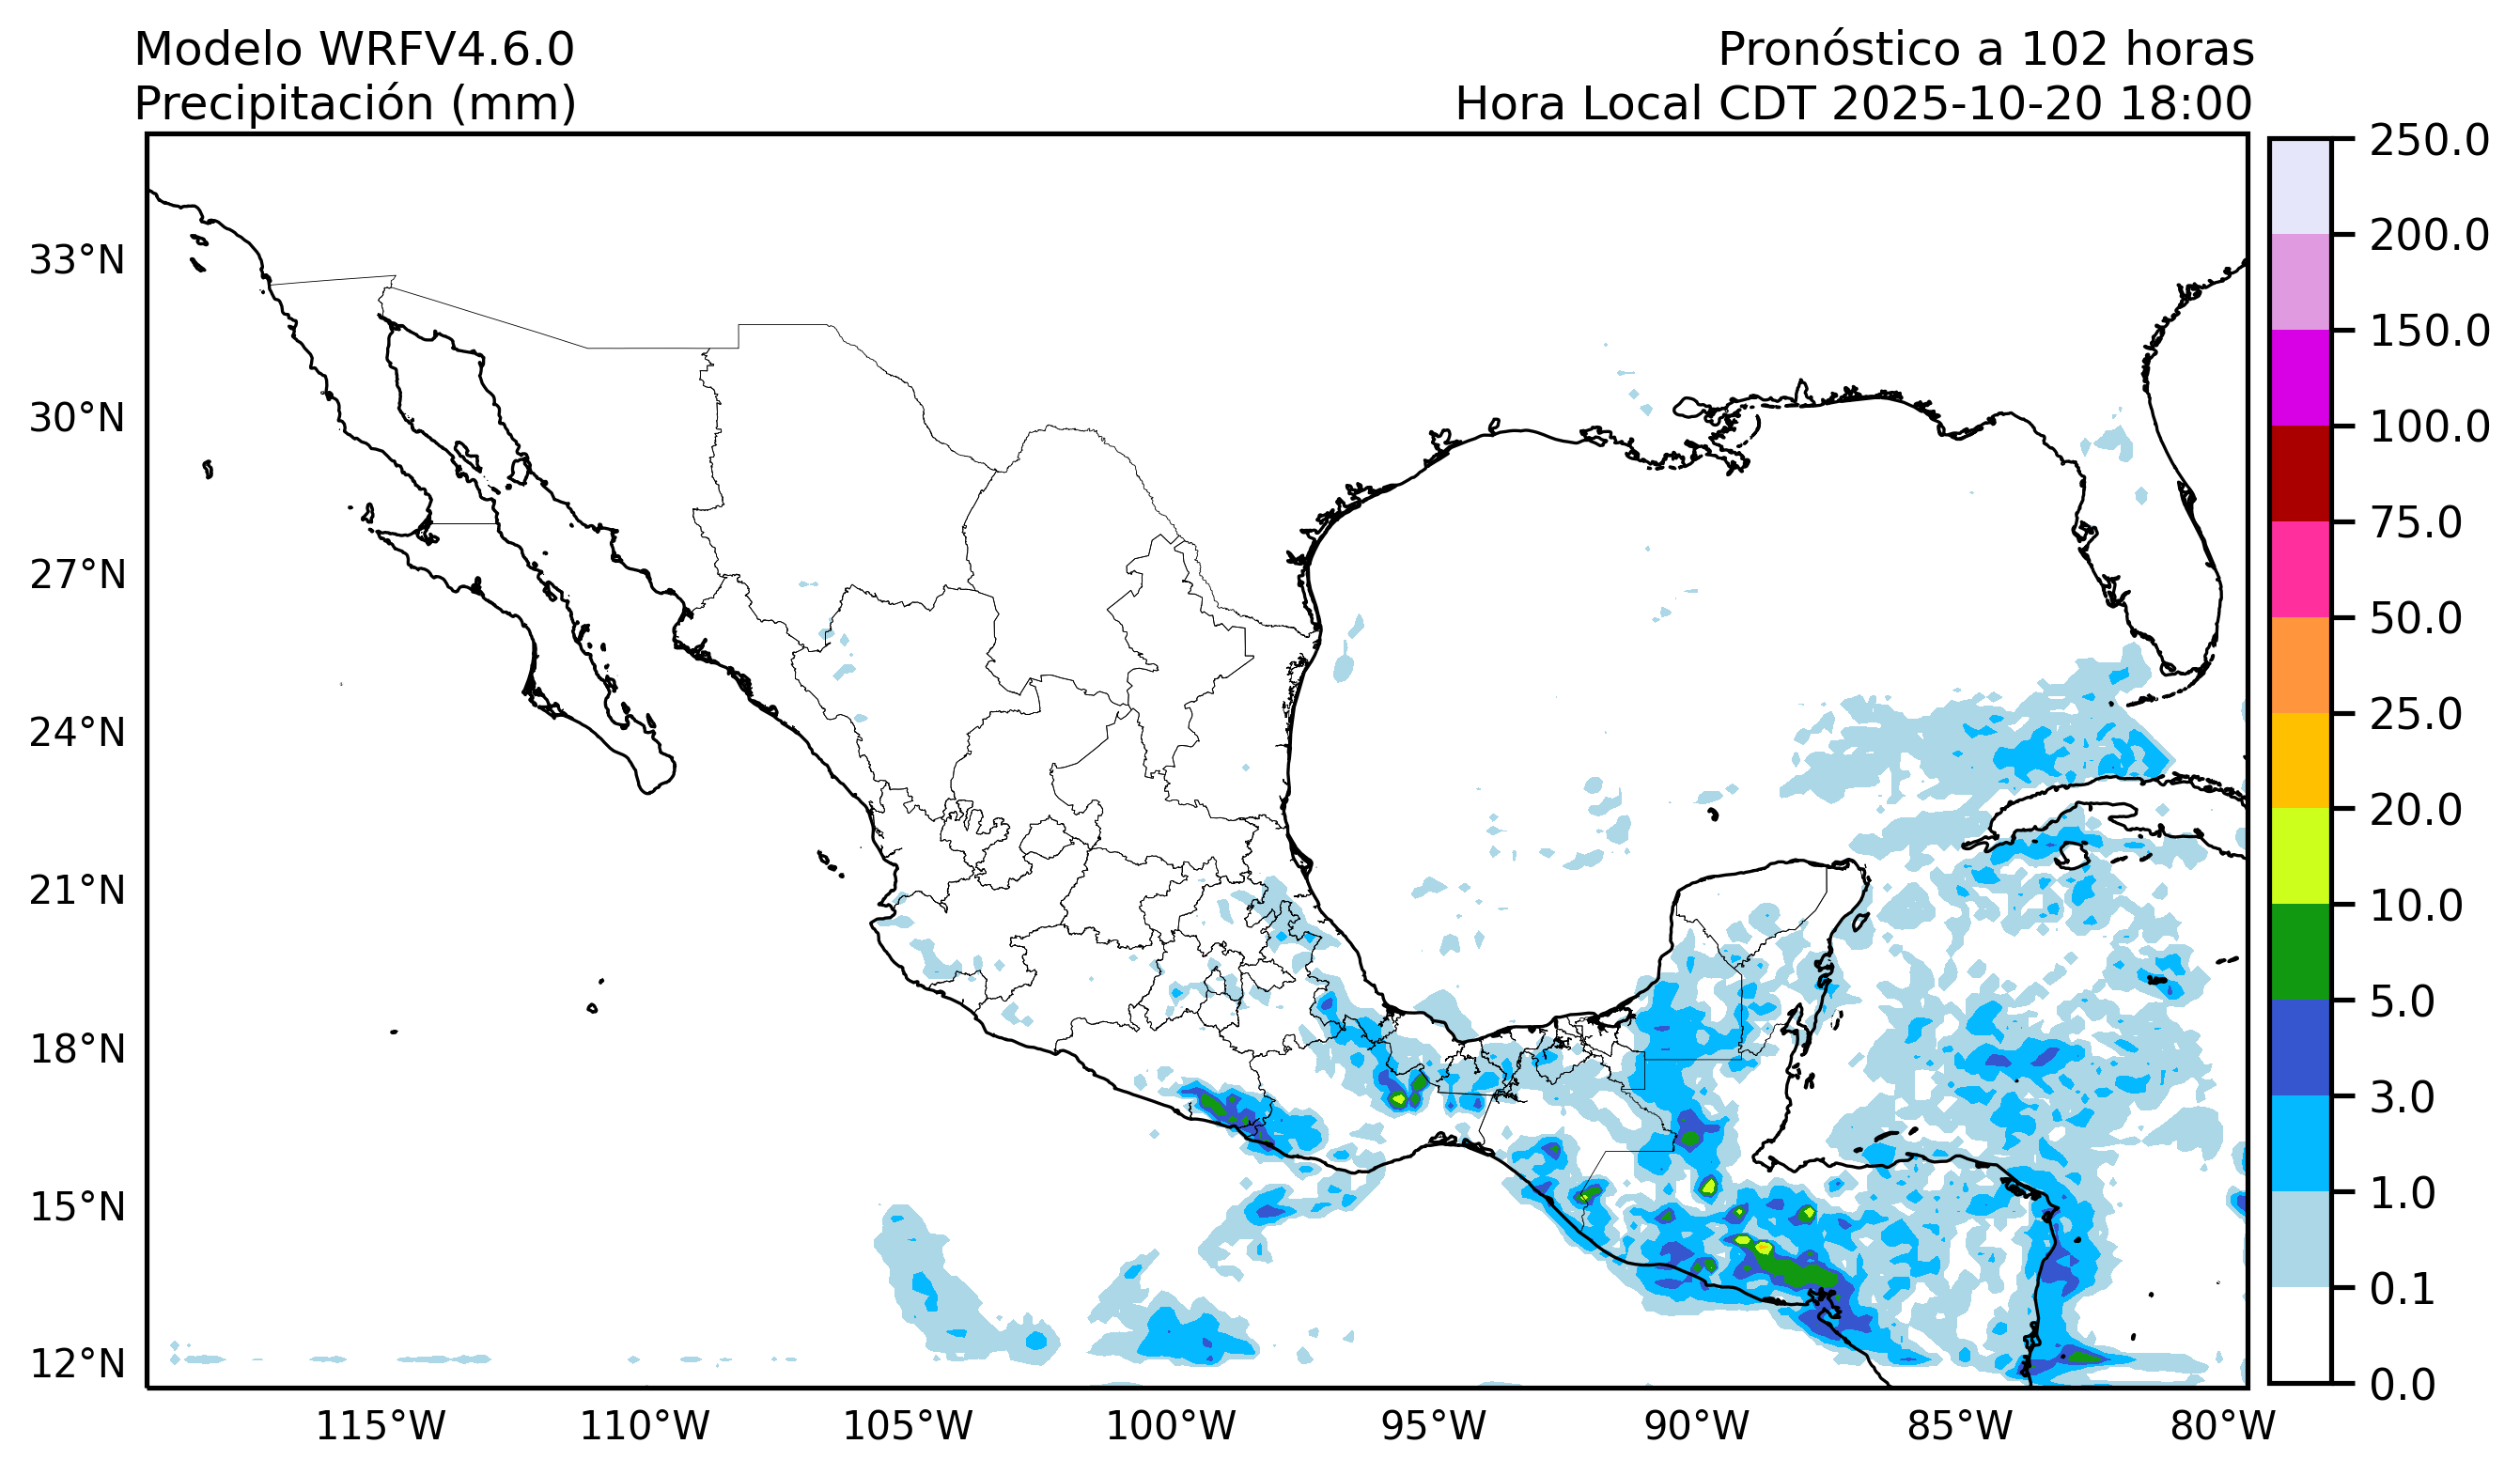 Modelo WRFV4.6.0
Precipitación (mm)
Pronóstico a 102 horas
Hora Local CDT 2025-10-20 18:00
33°N
30°N
27°N
24°N
21°N
18°N
15°N
12°N
115°W
110°W
105°W
100°W
95°W
90°W
85°W
80°W
250.0
200.0
150.0
100.0
75.0
50.0
25.0
20.0
10.0
5.0
3.0
1.0
0.1
0.0